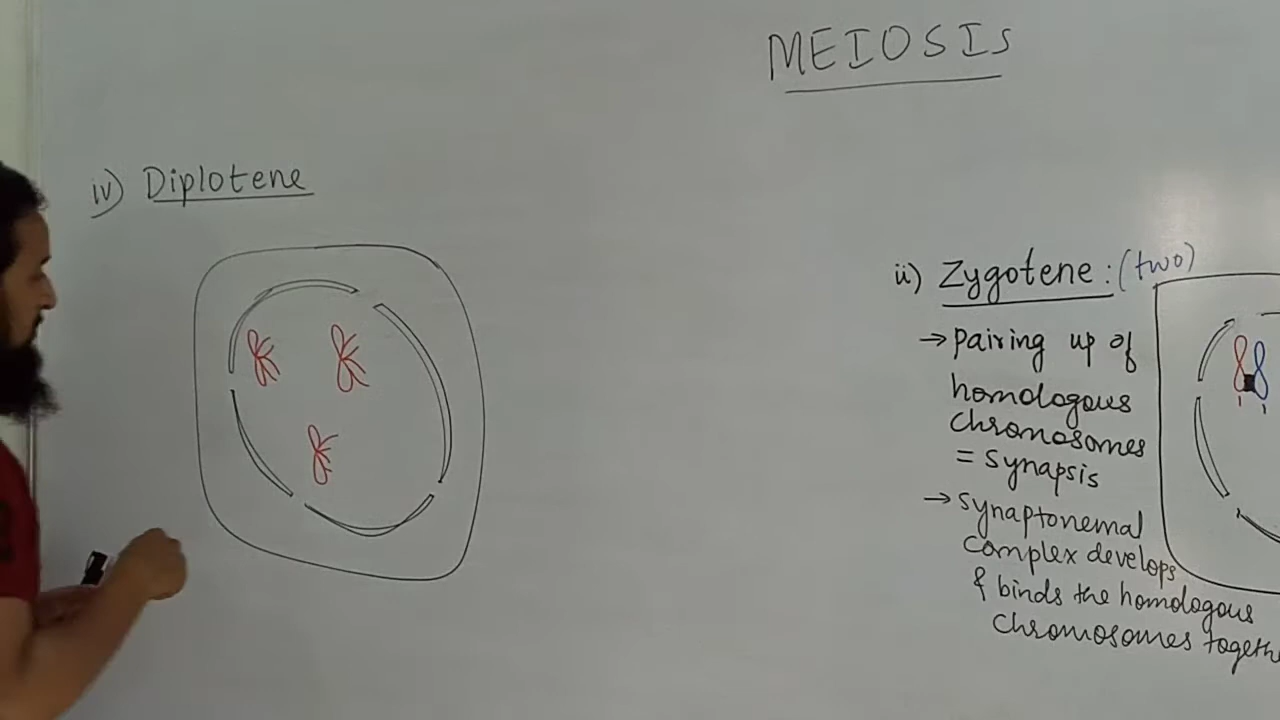 MEIOSIS
iv) Diplotene
ii) Zygotene: (two)
→ pairing up of
homologous
chromosomes
= synapsis
→ synaptonemal
complex develops
& binds the homologous
chromosomes togethe